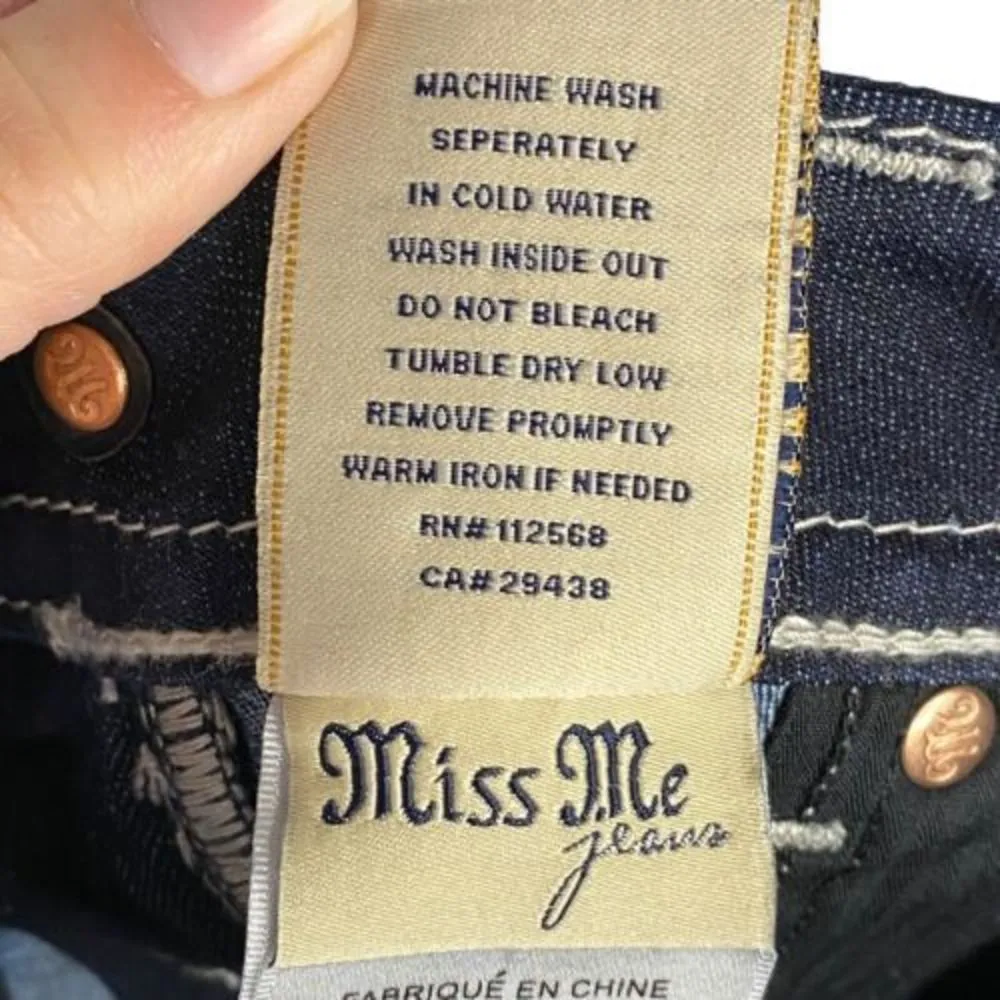 MACHINE WASH
SEPERATELY
IN COLD WATER
WASH INSIDE OUT
DO NOT BLEACH
TUMBLE DRY LOW
REMOVE PROMPTLY
WARM IRON IF NEEDED
RN# 112568
CA# 29438
Miss Me
jeans
FABRIQUÉ EN CHINE